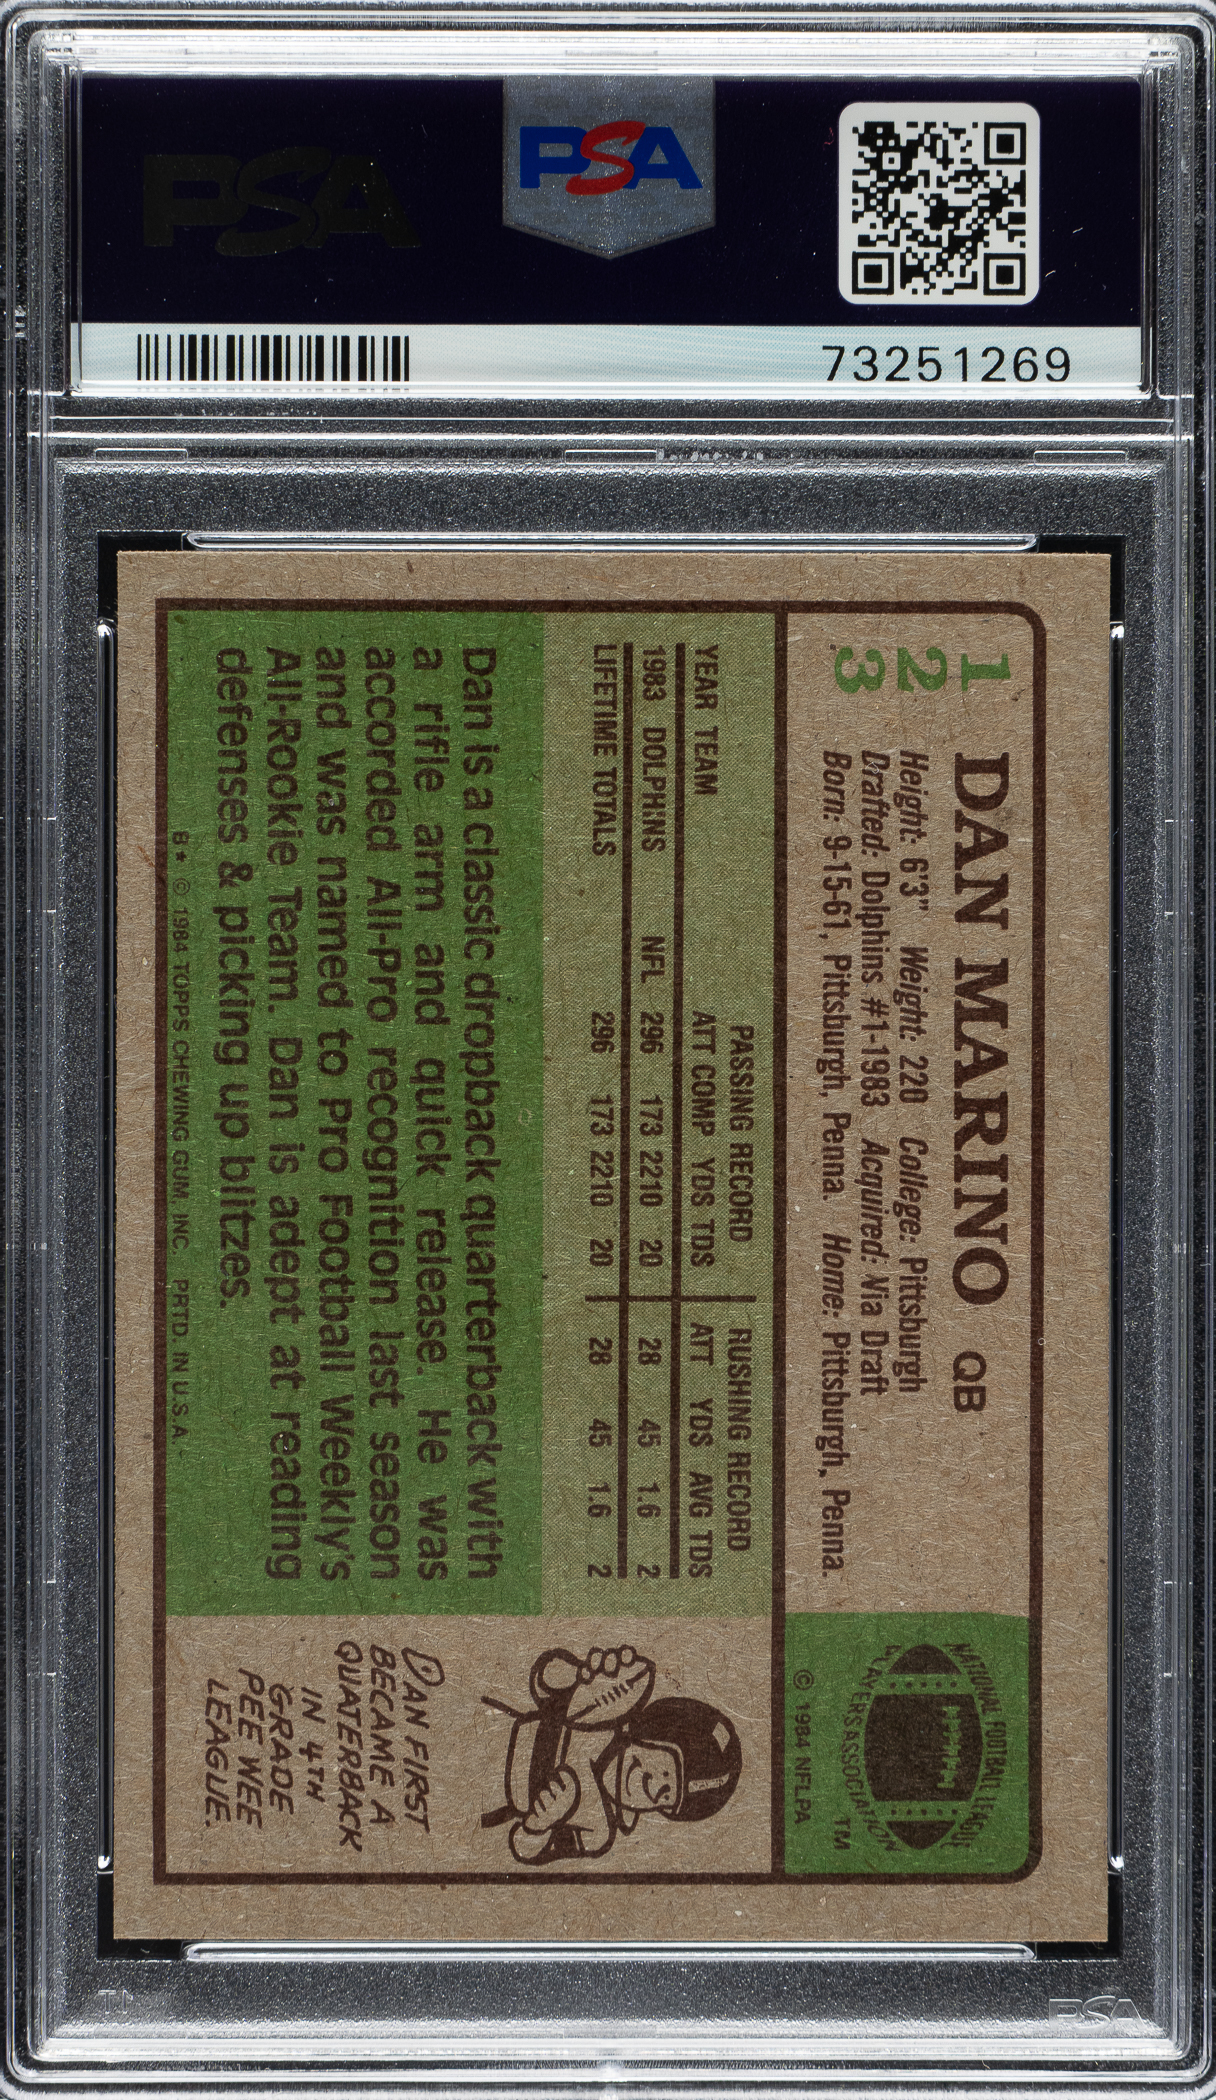 PSA
PSA
73251269
1
2
3
DAN MARINO QB
Height: 6'3" Weight: 220 College: Pittsburgh
Drafted: Dolphins #1-1983 Acquired: Via Draft
Born: 9-15-61, Pittsburgh, Penna. Home: Pittsburgh, Penna.
NATIONAL FOOTBALL LEAGUE
PLAYERS ASSOCIATION
TM
© 1984 NFLPA
PASSING RECORD RUSHING RECORD
YEAR TEAM ATT COMP YDS TDS ATT YDS AVG TDS
1983 DOLPHINS NFL 296 173 2210 20 28 45 1.6 2
LIFETIME TOTALS 296 173 2210 20 28 45 1.6 2
Dan is a classic dropback quarterback with
a rifle arm and quick release. He was
accorded All-Pro recognition last season
and was named to Pro Football Weekly's
All-Rookie Team. Dan is adept at reading
defenses & picking up blitzes.
B* © 1984 TOPPS CHEWING GUM, INC. PRTD. IN U.S.A.
DAN FIRST
BECAME A
QUATERBACK
IN 4TH
GRADE
PEE WEE
LEAGUE.
PSA